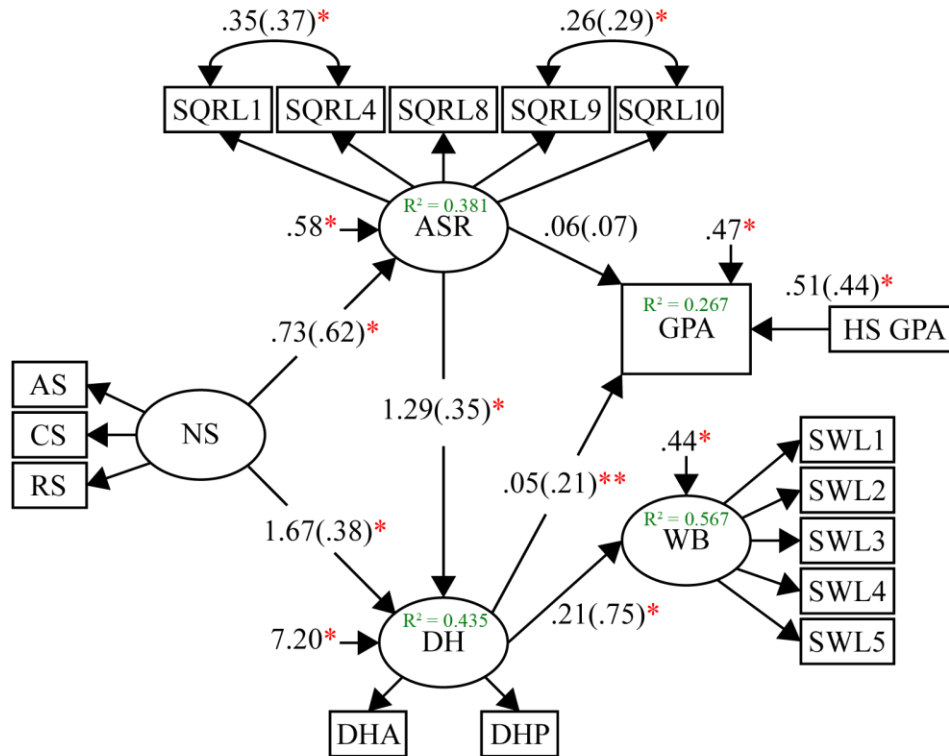 .35(.37)*
.26(.29)*
SQRL1
SQRL4
SQRL8
SQRL9
SQRL10
R² = 0.381
ASR
.58*
.06(.07)
.47*
.51(.44)*
R² = 0.267
GPA
HS GPA
.73(.62)*
AS
CS
RS
NS
1.29(.35)*
.44*
SWL1
SWL2
SWL3
SWL4
SWL5
.05(.21)**
R² = 0.567
WB
1.67(.38)*
.21(.75)*
7.20*
R² = 0.435
DH
DHA
DHP